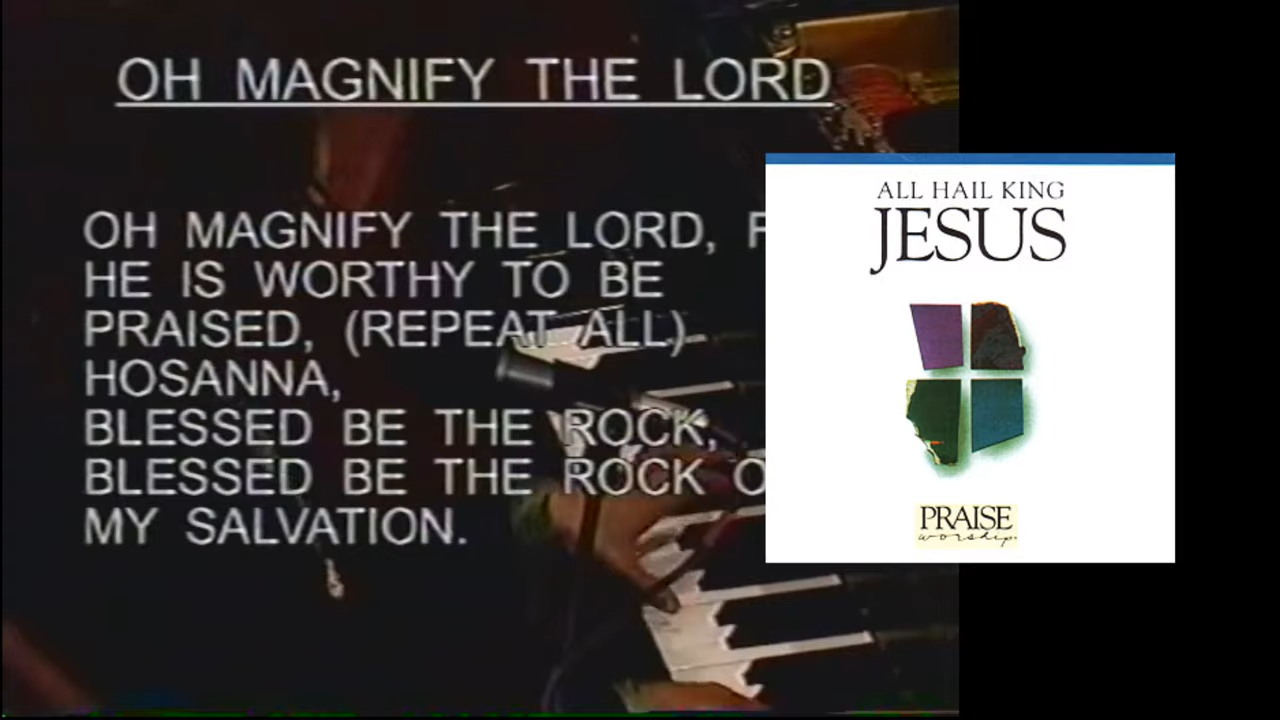 OH MAGNIFY THE LORD
OH MAGNIFY THE LORD,
HE IS WORTHY TO BE
PRAISED, (REPEAT ALL)
HOSANNA,
BLESSED BE THE ROCK,
BLESSED BE THE ROCK
MY SALVATION.
ALL HAIL KING
JESUS
PRAISE
worship